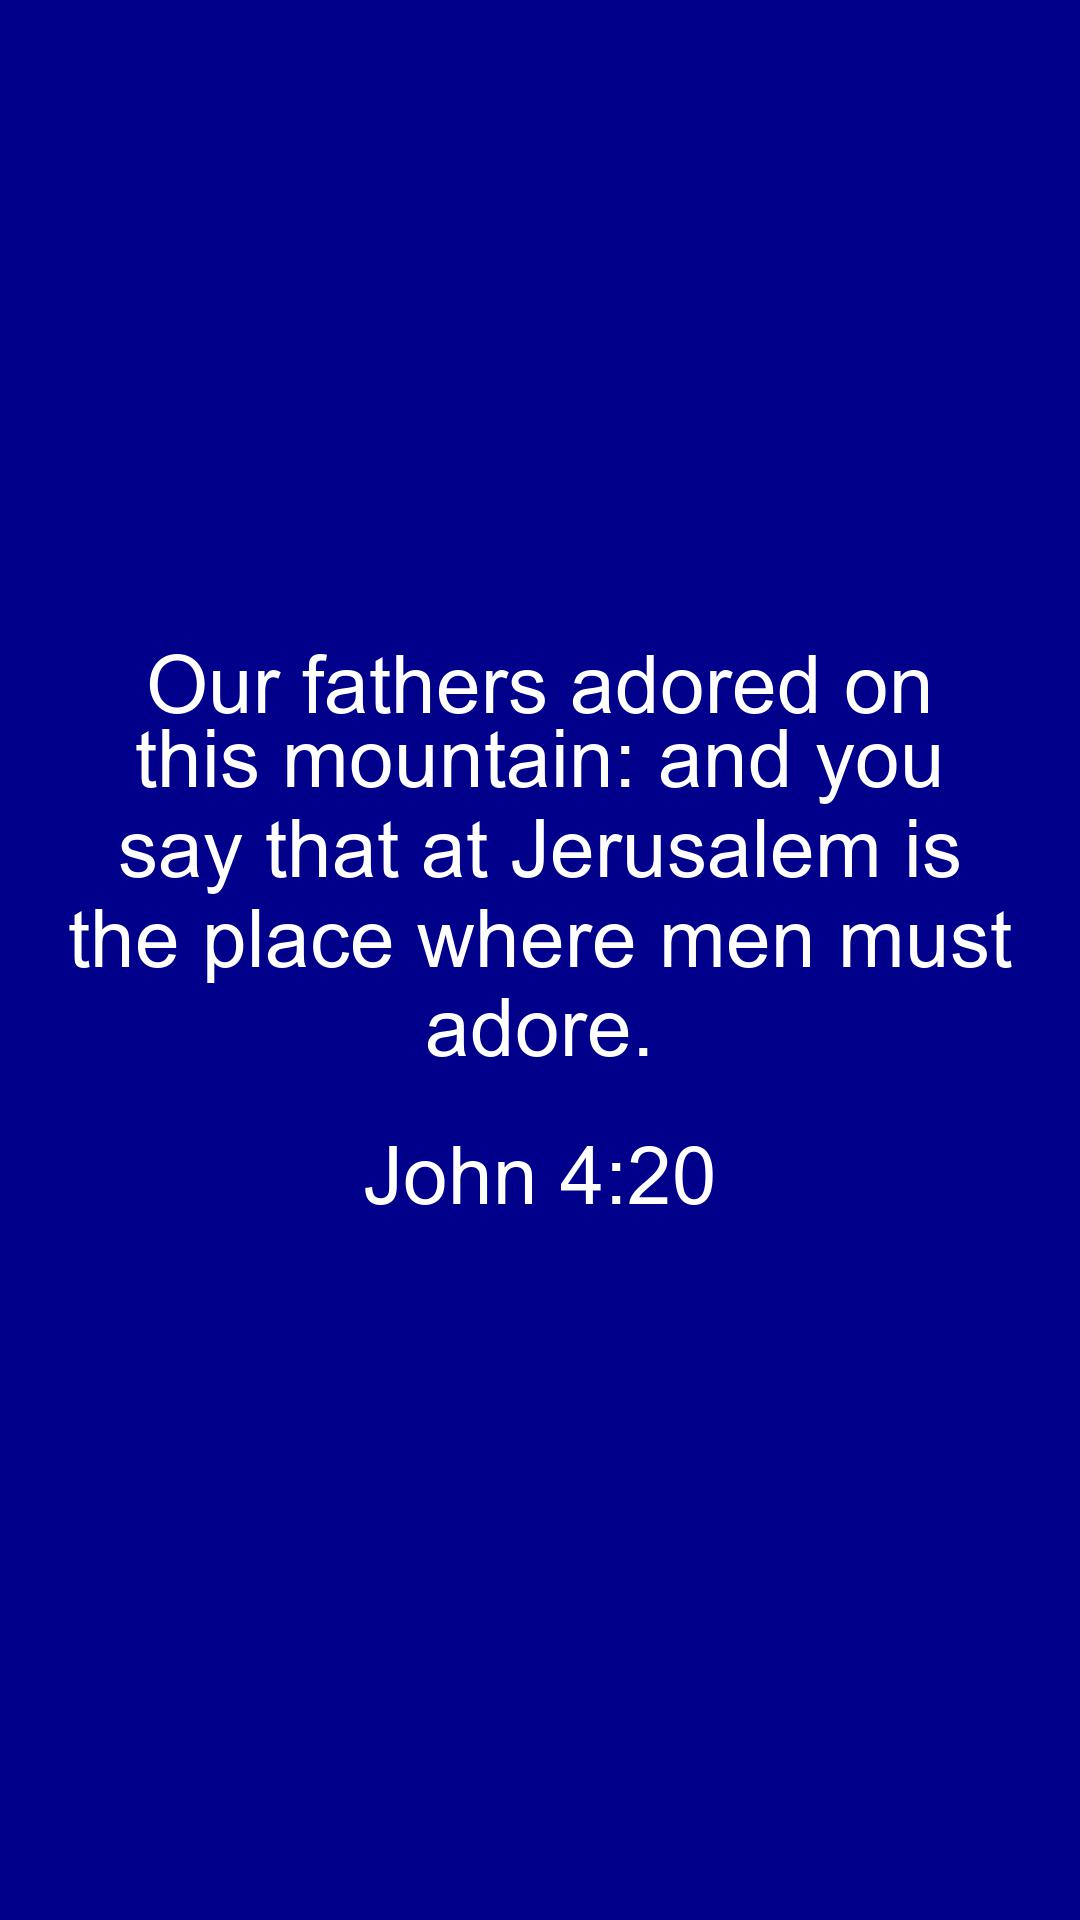 Our fathers adored on
this mountain: and you
say that at Jerusalem is
the place where men must
adore.
John 4:20